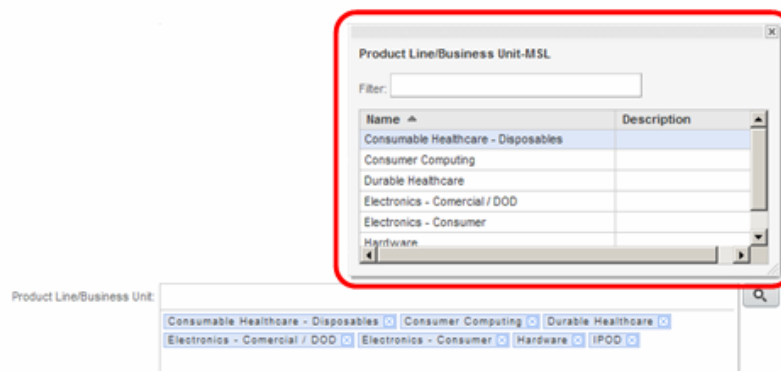 Product Line/Business Unit-MSL
Filter:
Name Description
Consumable Healthcare - Disposables
Consumer Computing
Durable Healthcare
Electronics - Comercial / DOD
Electronics - Consumer
Hardware
Product Line/Business Unit:
Consumable Healthcare - Disposables Consumer Computing Durable Healthcare
Electronics - Comercial / DOD Electronics - Consumer Hardware IPOD